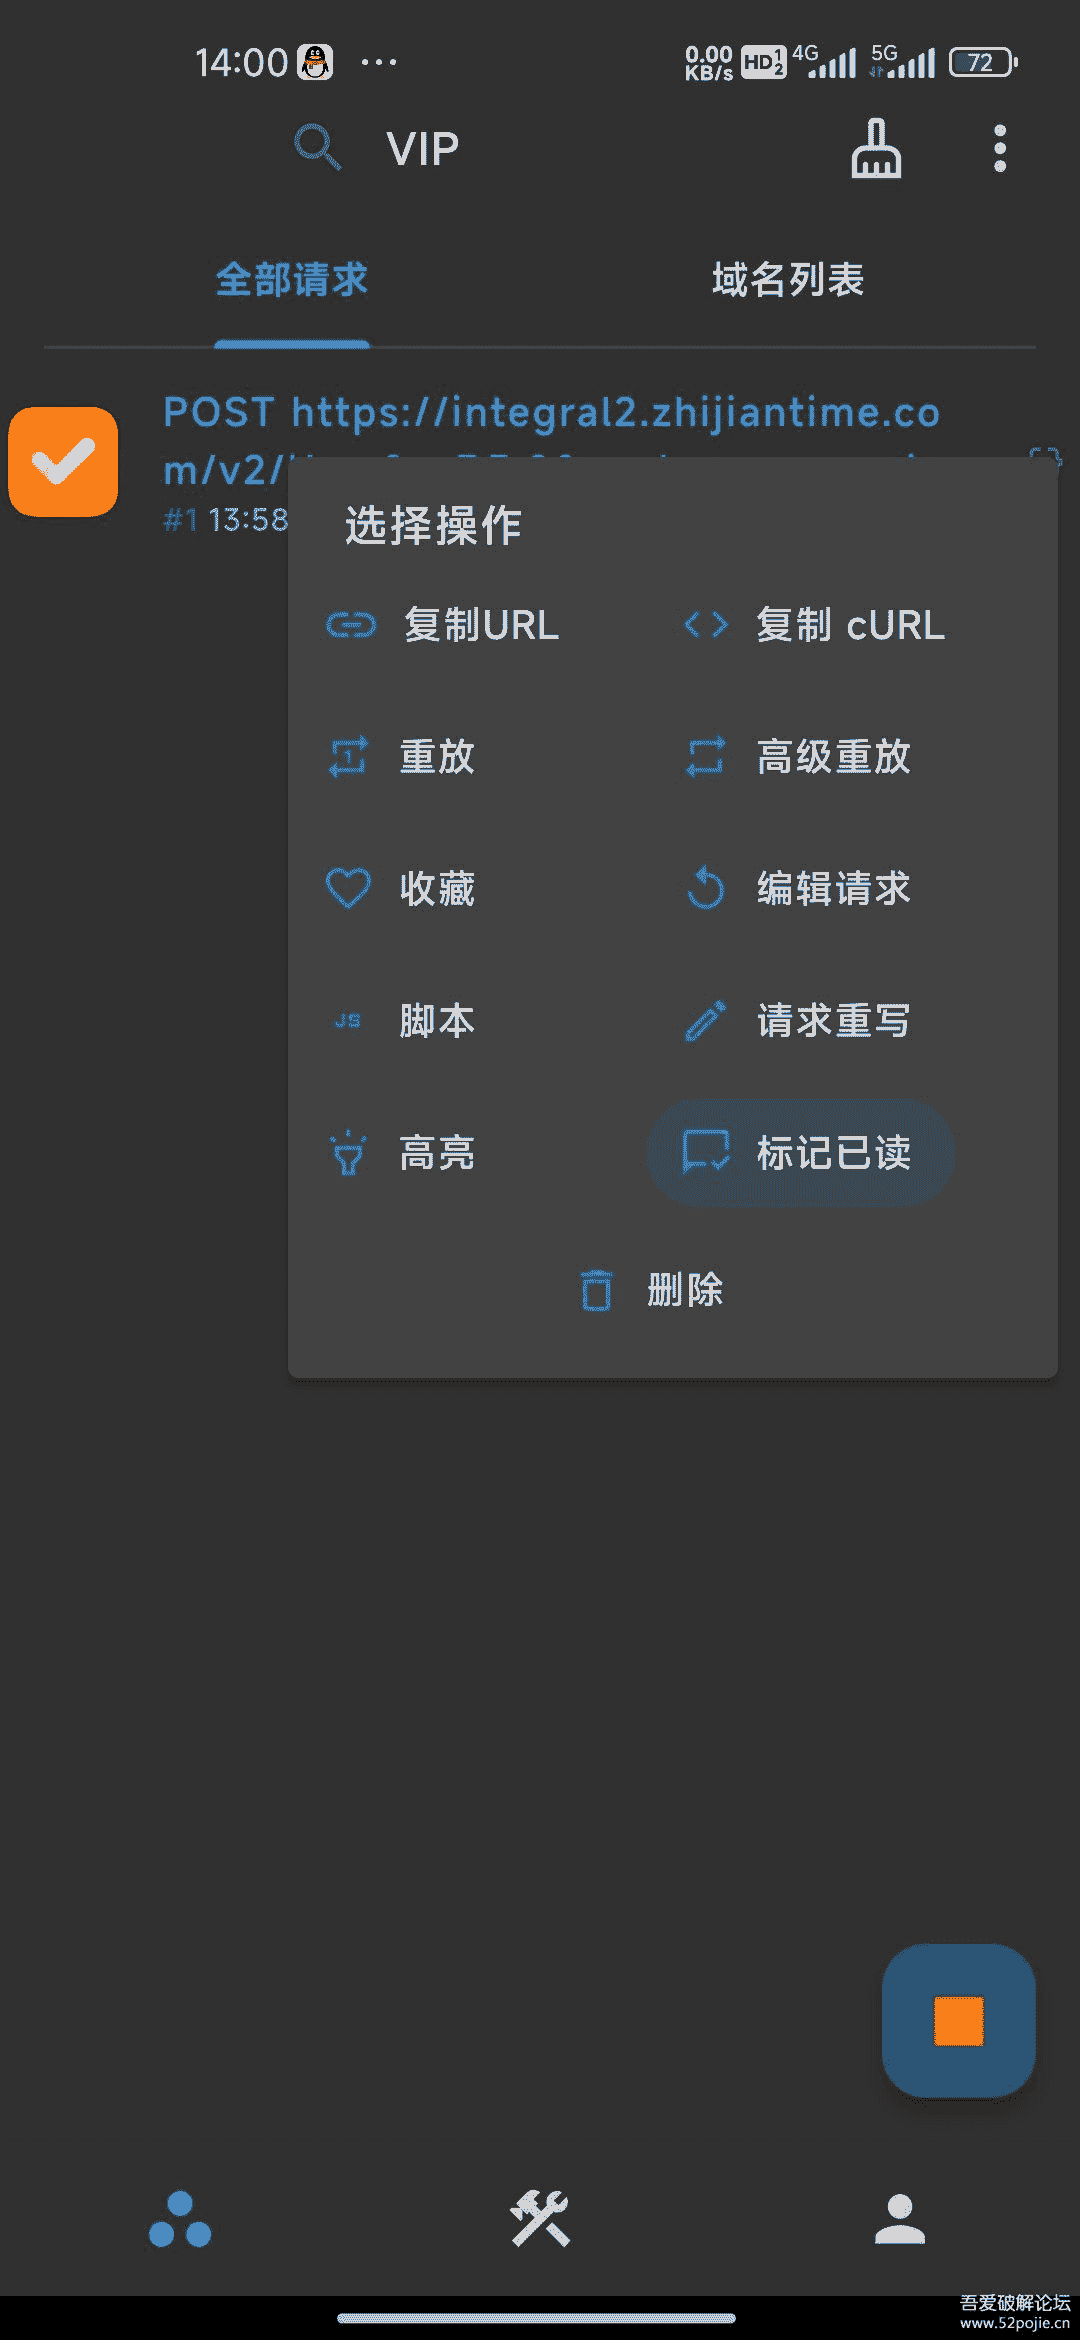 14:00 ...
0.00 KB/s HD 1 2 4G 5G 72
VIP
全部请求 域名列表
POST https://integral2.zhijiantime.co
m/v2/
#1 13:58
选择操作
复制URL 复制 cURL
重放 高级重放
收藏 编辑请求
JS 脚本 请求重写
高亮 标记已读
删除
吾爱破解论坛
www.52pojie.cn